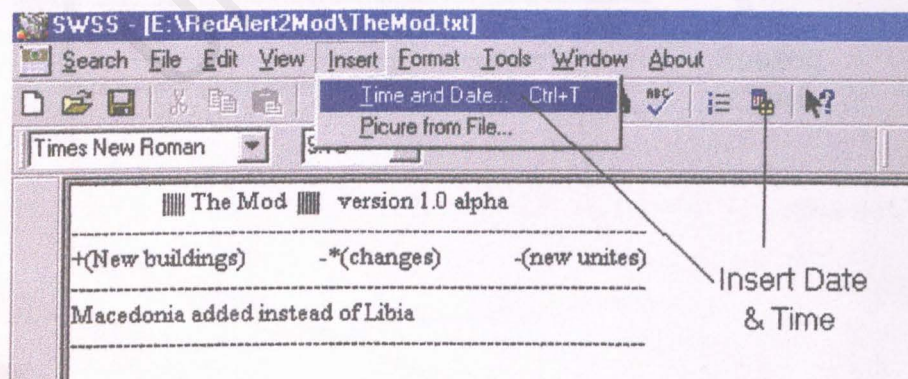 SWSS - [E:\RedAlert2Mod\TheMod.txt]
Search File Edit View Insert Format Tools Window About
Time and Date... Ctrl+T
ABC
Picure from File...
Times New Roman
The Mod version 1.0 alpha
+(New buildings) -*(changes) -(new unites)
Insert Date
& Time
Macedonia added instead of Libia